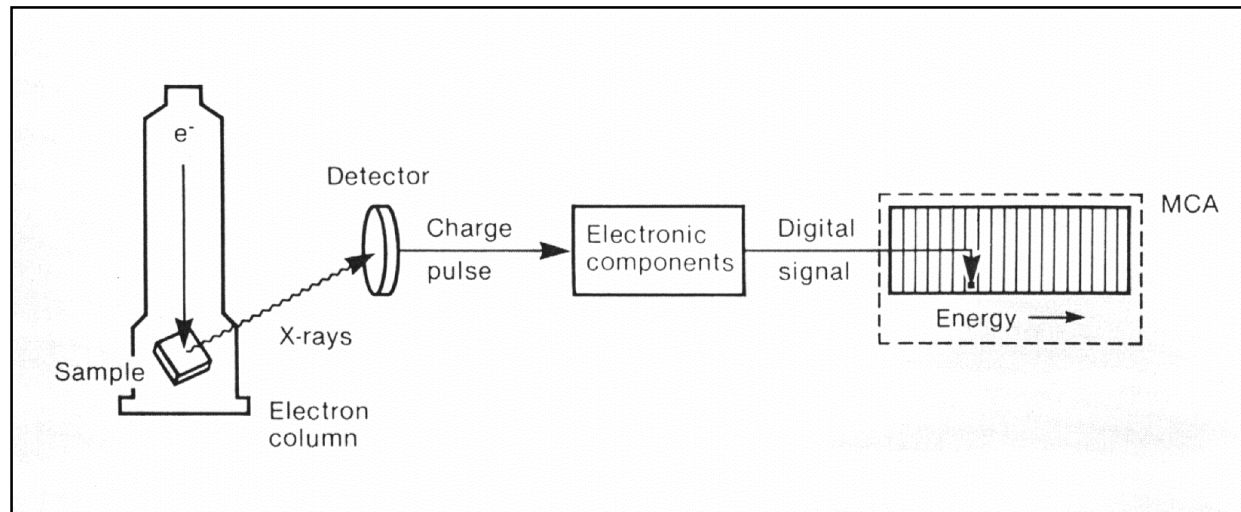 e-
Detector
MCA
Charge
pulse
Electronic
components
Digital
signal
Energy
X-rays
Sample
Electron
column